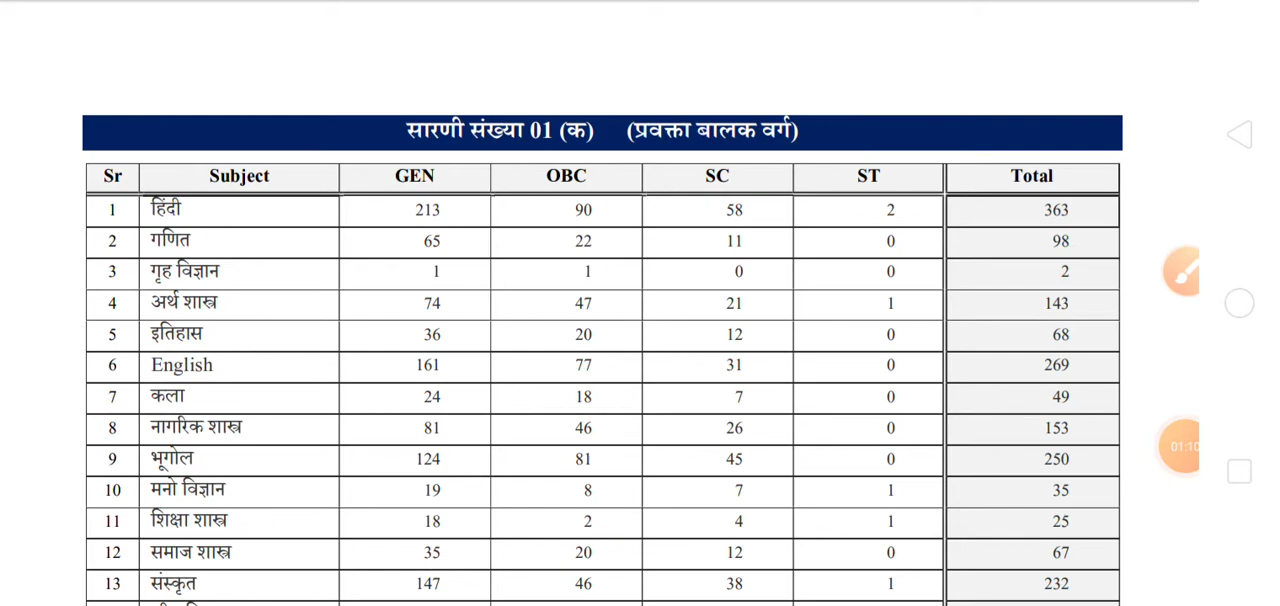 सारणी संख्या 01 (क) (प्रवक्ता बालक वर्ग)
Sr Subject GEN OBC SC ST Total
1 हिंदी 213 90 58 2 363
2 गणित 65 22 11 0 98
3 गृह विज्ञान 1 1 0 0 2
4 अर्थ शास्त्र 74 47 21 1 143
5 इतिहास 36 20 12 0 68
6 English 161 77 31 0 269
7 कला 24 18 7 0 49
8 नागरिक शास्त्र 81 46 26 0 153
9 भूगोल 124 81 45 0 250
10 मनो विज्ञान 19 8 7 1 35
11 शिक्षा शास्त्र 18 2 4 1 25
12 समाज शास्त्र 35 20 12 0 67
13 संस्कृत 147 46 38 1 232
01:10